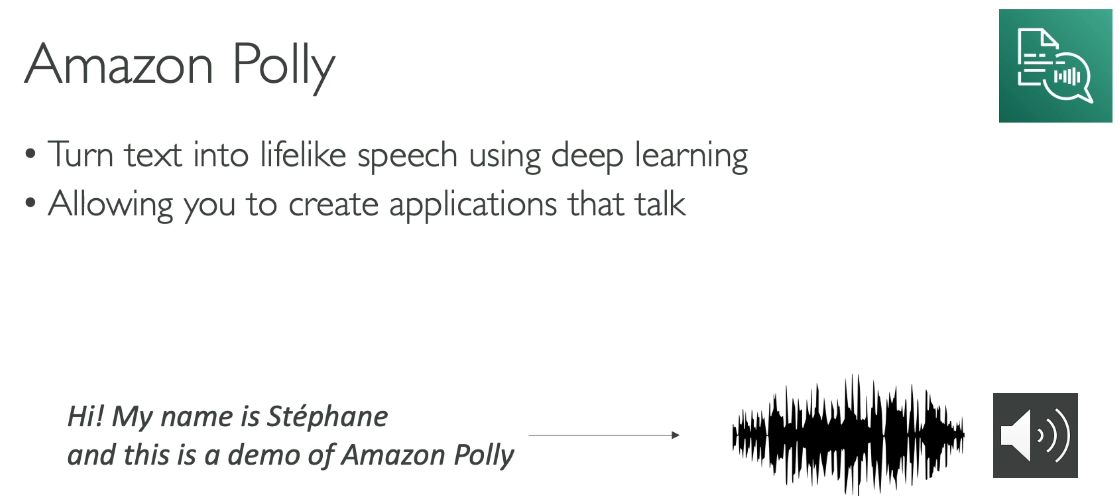 Amazon Polly
• Turn text into lifelike speech using deep learning
• Allowing you to create applications that talk
Hi! My name is Stéphane
and this is a demo of Amazon Polly